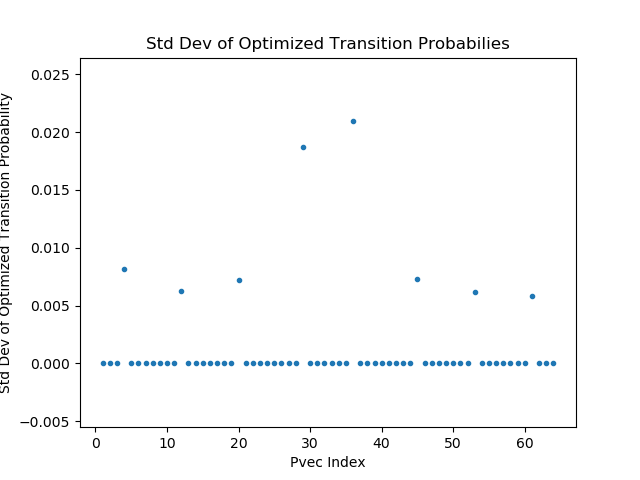 Std Dev of Optimized Transition Probabilies
Std Dev of Optimized Transition Probability
0.025
0.020
0.015
0.010
0.005
0.000
−0.005
0 10 20 30 40 50 60
Pvec Index